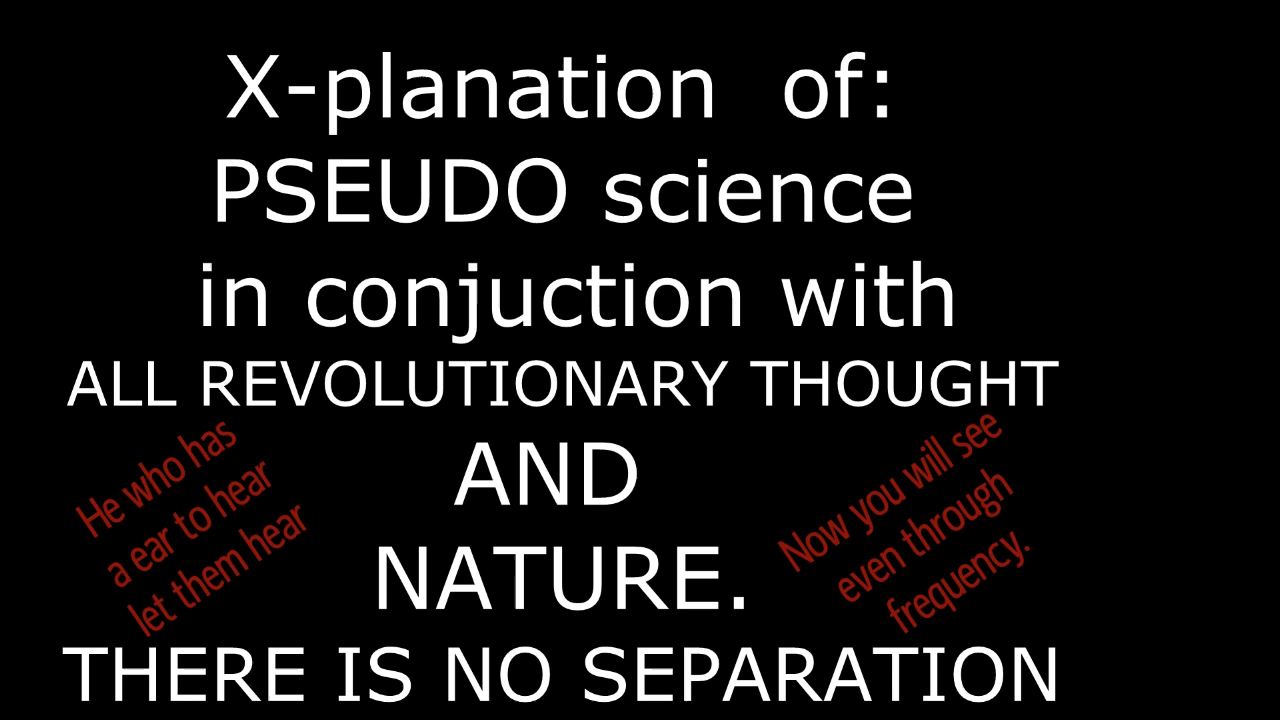 X-planation of:
PSEUDO science
in conjuction with
ALL REVOLUTIONARY THOUGHT
AND
NATURE.
THERE IS NO SEPARATION
He who has
a ear to hear
let them hear
Now you will see
even through
frequency.